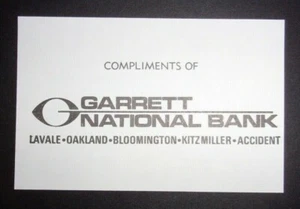 COMPLIMENTS OF
GARRETT
NATIONAL BANK
LAVALE•OAKLAND•BLOOMINGTON•KITZMILLER•ACCIDENT